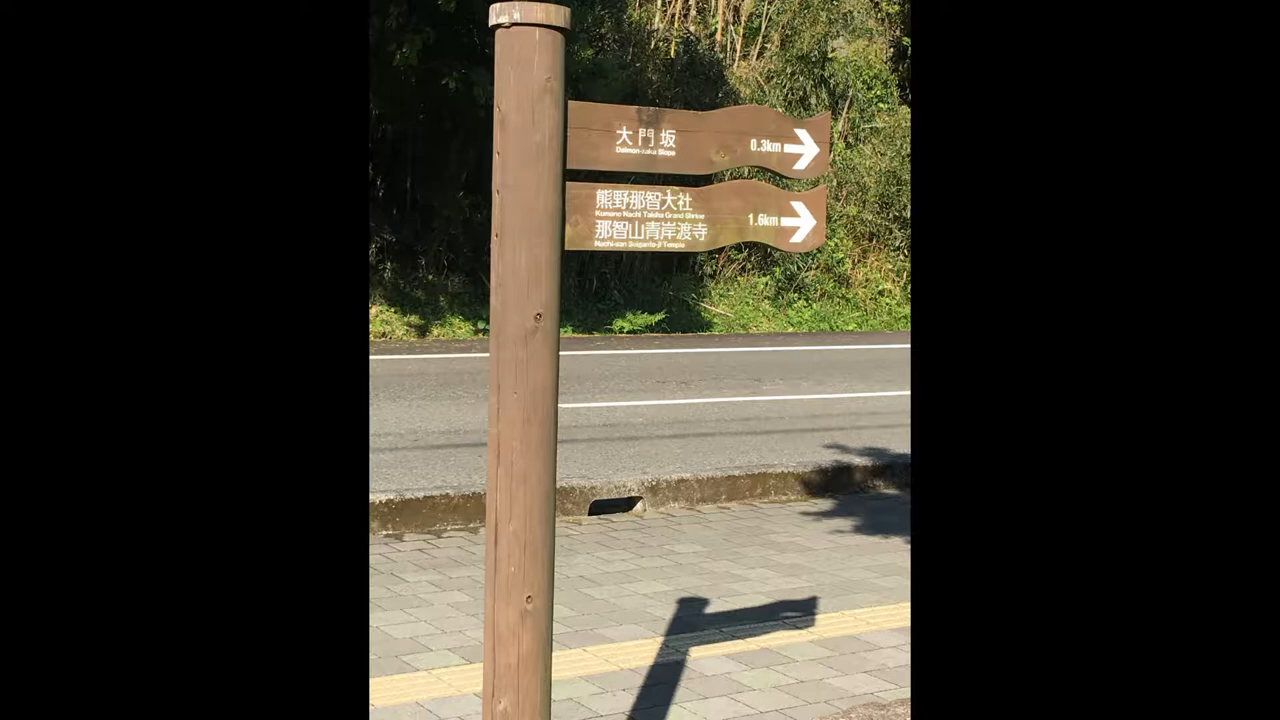 大門坂
Daimon-zaka Slope
0.3km
熊野那智大社
Kumano Nachi Taisha Grand Shrine
1.6km
那智山青岸渡寺
Nachi-san Seiganto-ji Temple